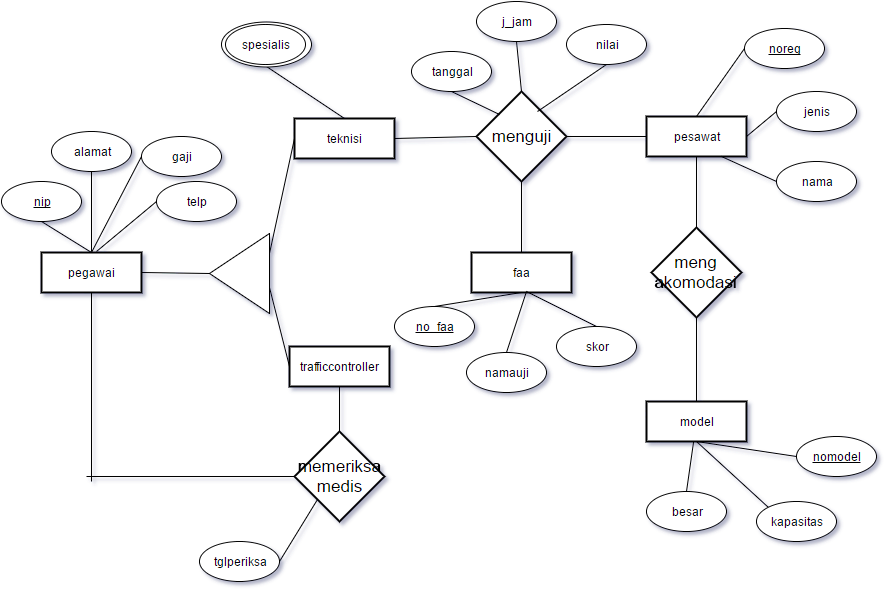 j_jam
spesialis
nilai
noreg
tanggal
jenis
teknisi
menguji
pesawat
alamat
gaji
nama
nip
telp
pegawai
faa
meng
akomodasi
no_faa
skor
trafficcontroller
namauji
model
nomodel
memeriksa
medis
besar
kapasitas
tglperiksa